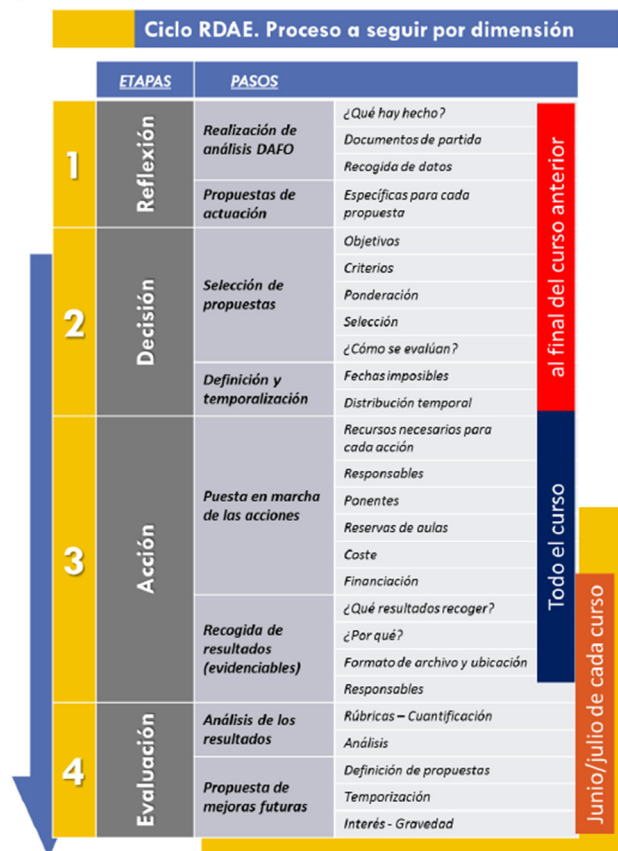 Ciclo RDAE. Proceso a seguir por dimensión
ETAPAS
PASOS
1
Reflexión
Realización de
análisis DAFO
¿Qué hay hecho?
Documentos de partida
Recogida de datos
Propuestas de
actuación
Específicas para cada
propuesta
al final del curso anterior
2
Decisión
Selección de
propuestas
Objetivos
Criterios
Ponderación
Selección
¿Cómo se evalúan?
Definición y
temporalización
Fechas imposibles
Distribución temporal
3
Acción
Puesta en marcha
de las acciones
Recursos necesarios para
cada acción
Responsables
Ponentes
Reservas de aulas
Coste
Financiación
Todo el curso
Recogida de
resultados
(evidenciables)
¿Qué resultados recoger?
¿Por qué?
Formato de archivo y ubicación
Responsables
4
Evaluación
Análisis de los
resultados
Rúbricas – Cuantificación
Análisis
Propuesta de
mejoras futuras
Definición de propuestas
Temporización
Interés - Gravedad
Junio/julio de cada curso